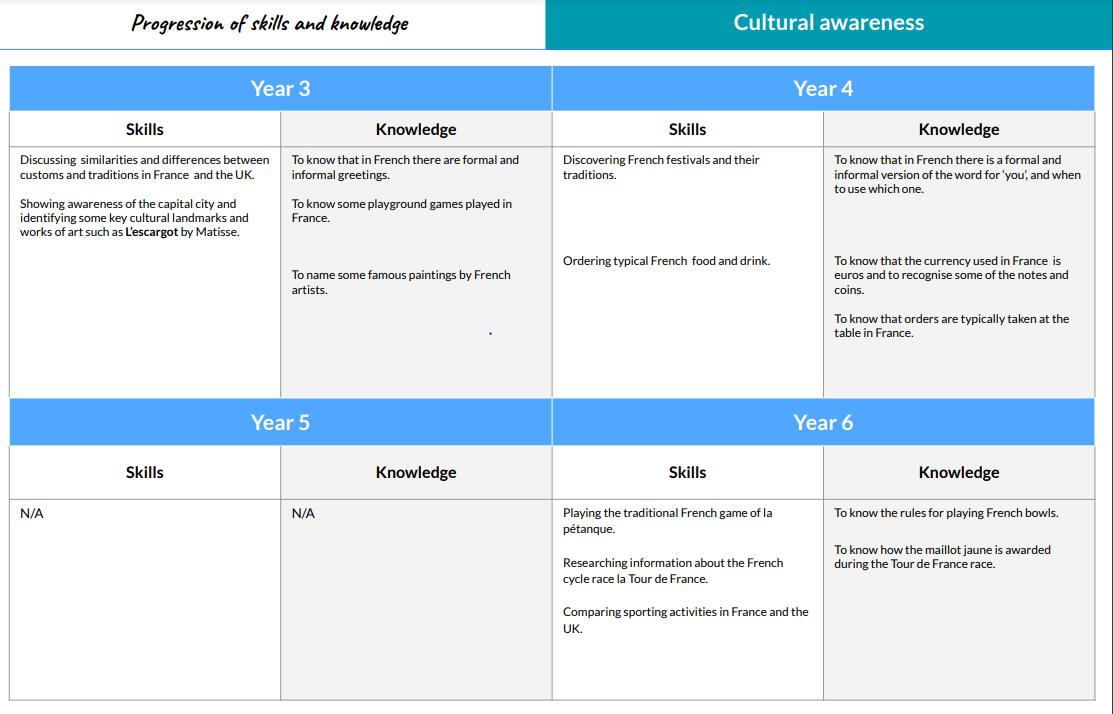 Progression of skills and knowledge
Cultural awareness
Year 3
Year 4
Skills
Knowledge
Skills
Knowledge
Discussing similarities and differences between
customs and traditions in France and the UK.
Showing awareness of the capital city and
identifying some key cultural landmarks and
works of art such as L'escargot by Matisse.
To know that in French there are formal and
informal greetings.
To know some playground games played in
France.
To name some famous paintings by French
artists.
Discovering French festivals and their
traditions.
Ordering typical French food and drink.
To know that in French there is a formal and
informal version of the word for 'you', and when
to use which one.
To know that the currency used in France is
euros and to recognise some of the notes and
coins.
To know that orders are typically taken at the
table in France.
Year 5
Year 6
Skills
Knowledge
Skills
Knowledge
N/A
N/A
Playing the traditional French game of la
pétanque.
Researching information about the French
cycle race la Tour de France.
Comparing sporting activities in France and the
UK.
To know the rules for playing French bowls.
To know how the maillot jaune is awarded
during the Tour de France race.